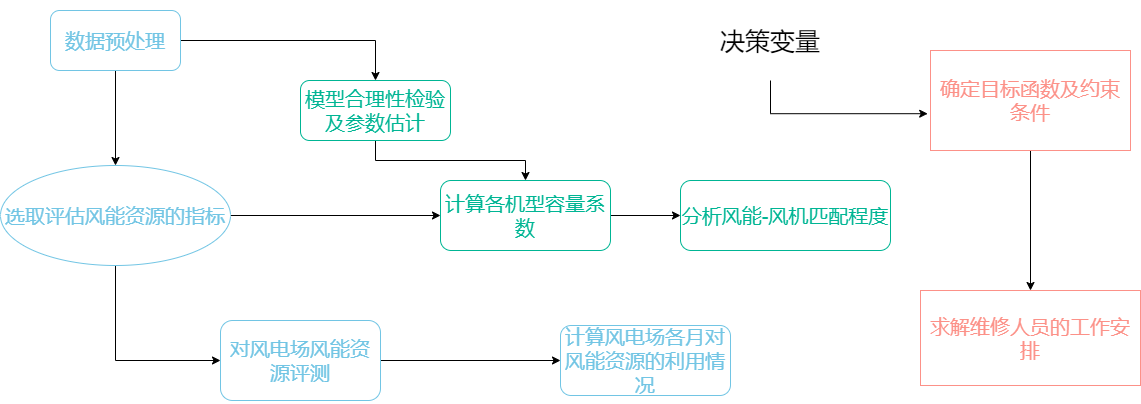 数据预处理
模型合理性检验
及参数估计
选取评估风能资源的指标
计算各机型容量系
数
分析风能-风机匹配程度
对风电场风能资
源评测
计算风电场各月对
风能资源的利用情
况
决策变量
确定目标函数及约束
条件
求解维修人员的工作安
排